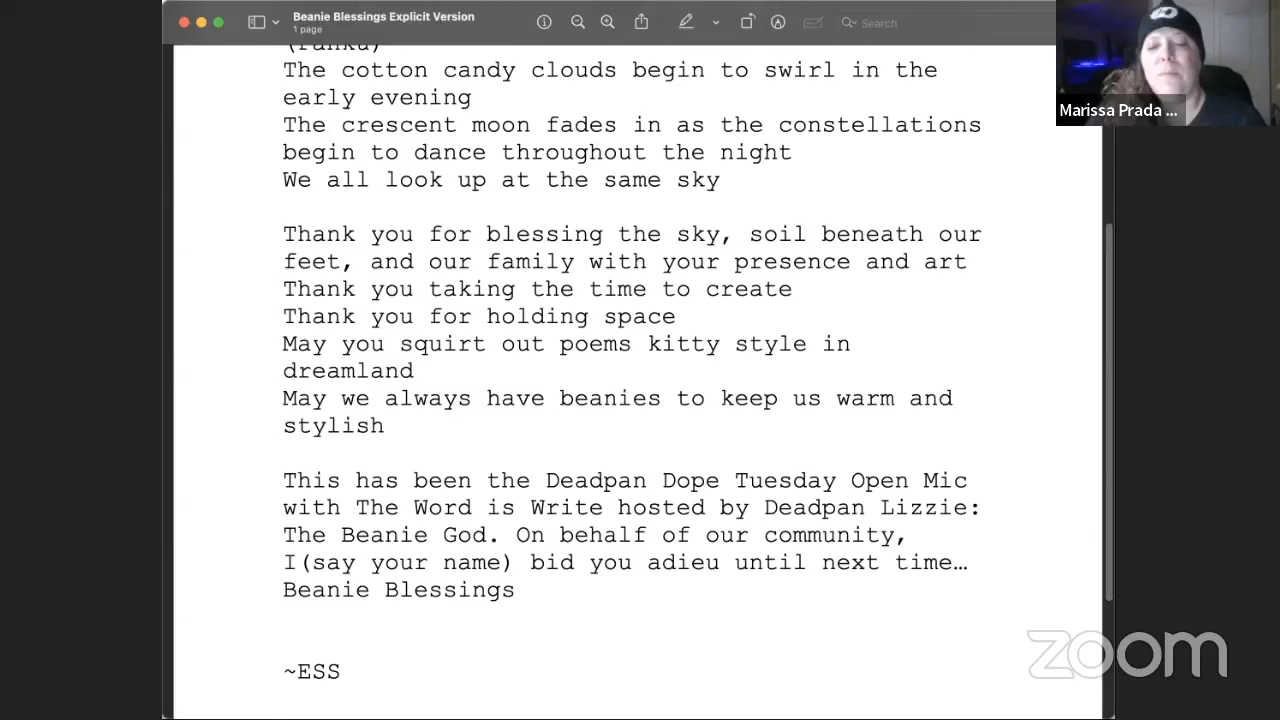 Beanie Blessings Explicit Version
1 page
Search
Marissa Prada ...
The cotton candy clouds begin to swirl in the
early evening
The crescent moon fades in as the constellations
begin to dance throughout the night
We all look up at the same sky
Thank you for blessing the sky, soil beneath our
feet, and our family with your presence and art
Thank you taking the time to create
Thank you for holding space
May you squirt out poems kitty style in
dreamland
May we always have beanies to keep us warm and
stylish
This has been the Deadpan Dope Tuesday Open Mic
with The Word is Write hosted by Deadpan Lizzie:
The Beanie God. On behalf of our community,
I(say your name) bid you adieu until next time…
Beanie Blessings
~ESS
zoom